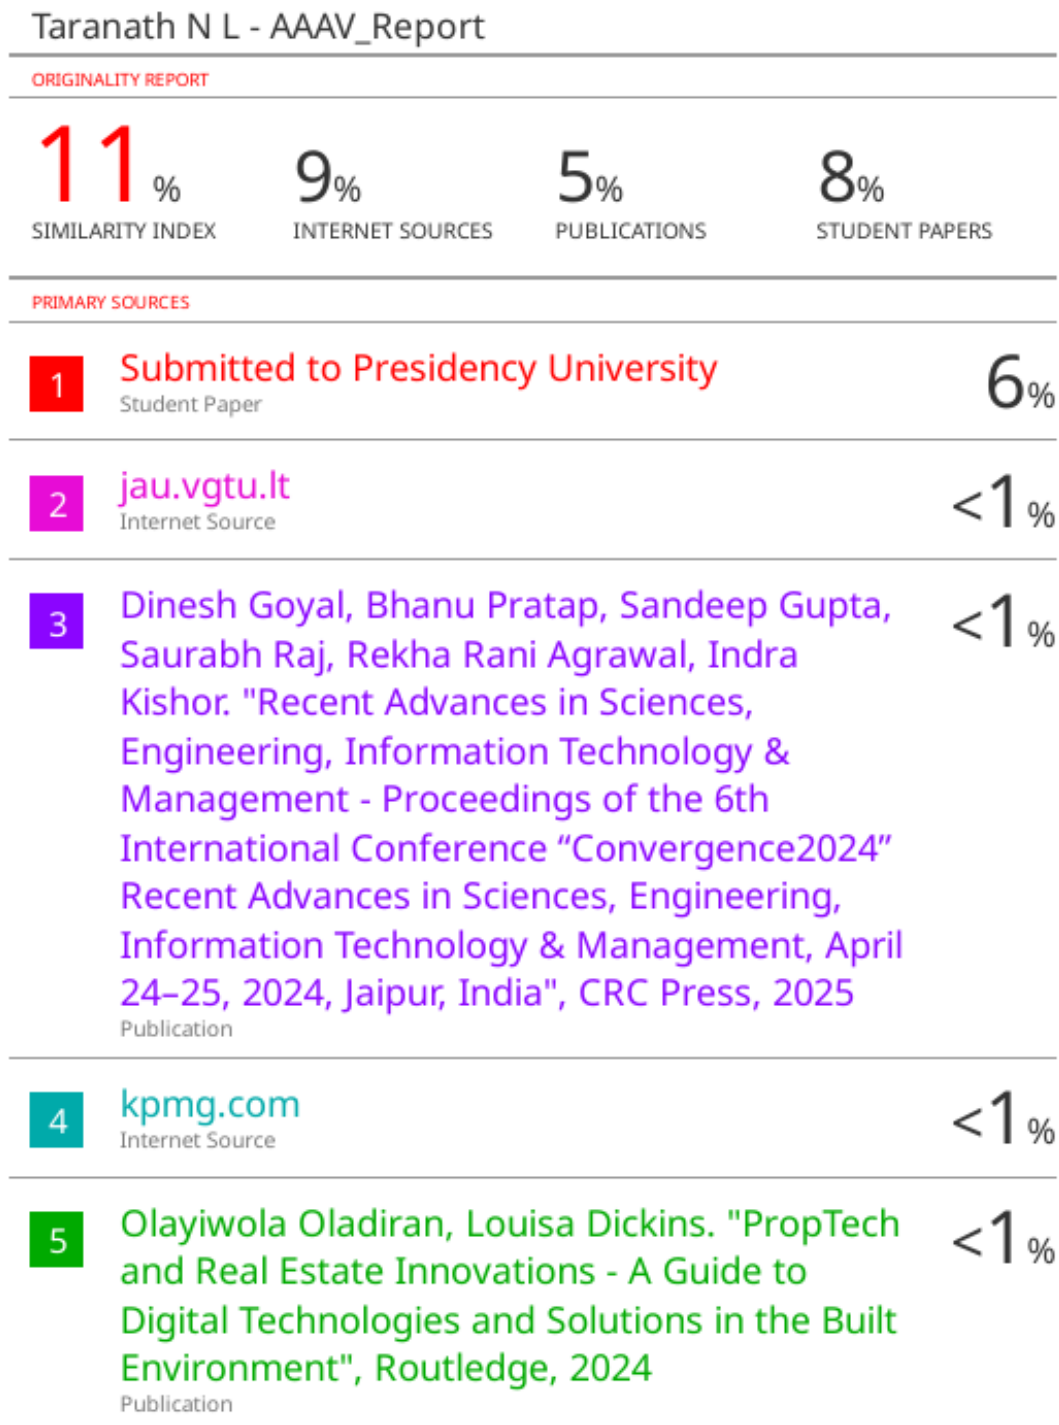 Taranath N L - AAAV_Report
ORIGINALITY REPORT
11% 9% 5% 8%
SIMILARITY INDEX INTERNET SOURCES PUBLICATIONS STUDENT PAPERS
PRIMARY SOURCES
1 Submitted to Presidency University 6%
Student Paper
2 jau.vgtu.lt <1%
Internet Source
3 Dinesh Goyal, Bhanu Pratap, Sandeep Gupta, <1%
Saurabh Raj, Rekha Rani Agrawal, Indra
Kishor. "Recent Advances in Sciences,
Engineering, Information Technology &
Management - Proceedings of the 6th
International Conference “Convergence2024”
Recent Advances in Sciences, Engineering,
Information Technology & Management, April
24–25, 2024, Jaipur, India", CRC Press, 2025
Publication
4 kpmg.com <1%
Internet Source
5 Olayiwola Oladiran, Louisa Dickins. "PropTech <1%
and Real Estate Innovations - A Guide to
Digital Technologies and Solutions in the Built
Environment", Routledge, 2024
Publication